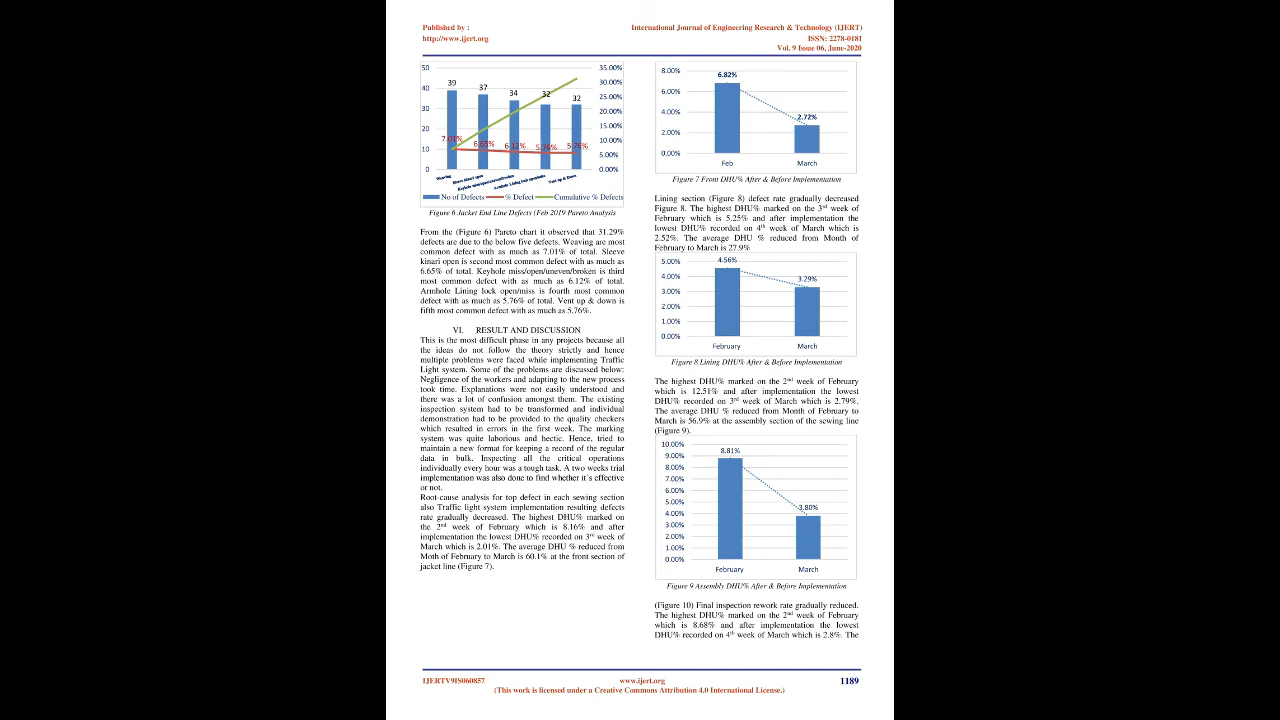 Published by :
http://www.ijert.org
International Journal of Engineering Research & Technology (IJERT)
ISSN: 2278-0181
Vol. 9 Issue 06, June-2020
50
40
30
20
10
0
39
37
34
32
32
7.01%
6.65%
6.12%
5.76%
5.76%
35.00%
30.00%
25.00%
20.00%
15.00%
10.00%
5.00%
0.00%
Vent up & Down
No of Defects
% Defect
Cumulative % Defects
Figure 6 Jacket End Line Defects (Feb 2019 Pareto Analysis
From the (Figure 6) Pareto chart it observed that 31.29%
defects are due to the below five defects. Weaving are most
common defect with as much as 7.01% of total. Sleeve
kinari open is second most common defect with as much as
6.65% of total. Keyhole miss/open/uneven/broken is third
most common defect with as much as 6.12% of total.
Armhole Lining lock open/miss is fourth most common
defect with as much as 5.76% of total. Vent up & down is
fifth most common defect with as much as 5.76%.
VI. RESULT AND DISCUSSION
This is the most difficult phase in any projects because all
the ideas do not follow the theory strictly and hence
multiple problems were faced while implementing Traffic
Light system. Some of the problems are discussed below:
Negligence of the workers and adapting to the new process
took time. Explanations were not easily understood and
there was a lot of confusion amongst them. The existing
inspection system had to be transformed and individual
demonstration had to be provided to the quality checkers
which resulted in errors in the first week. The marking
system was quite laborious and hectic. Hence, tried to
maintain a new format for keeping a record of the regular
data in bulk. Inspecting all the critical operations
individually every hour was a tough task. A two weeks trial
implementation was also done to find whether it's effective
or not.
Root-cause analysis for top defect in each sewing section
also Traffic light system implementation resulting defects
rate gradually decreased. The highest DHU% marked on
the 2nd week of February which is 8.16% and after
implementation the lowest DHU% recorded on 3rd week of
March which is 2.01%. The average DHU % reduced from
Moth of February to March is 60.1% at the front section of
jacket line (Figure 7).
8.00%
6.00%
4.00%
2.00%
0.00%
6.82%
2.72%
Feb
March
Figure 7 Front DHU% After & Before Implementation
Lining section (Figure 8) defect rate gradually decreased
Figure 8. The highest DHU% marked on the 3rd week of
February which is 5.25% and after implementation the
lowest DHU% recorded on 4th week of March which is
2.52%. The average DHU % reduced from Month of
February to March is 27.9%
5.00%
4.00%
3.00%
2.00%
1.00%
0.00%
4.56%
3.29%
February
March
Figure 8 Lining DHU% After & Before Implementation
The highest DHU% marked on the 2nd week of February
which is 12.51% and after implementation the lowest
DHU% recorded on 3rd week of March which is 2.79%.
The average DHU % reduced from Month of February to
March is 56.9% at the assembly section of the sewing line
(Figure 9).
10.00%
9.00%
8.00%
7.00%
6.00%
5.00%
4.00%
3.00%
2.00%
1.00%
0.00%
8.81%
3.80%
February
March
Figure 9 Assembly DHU% After & Before Implementation
(Figure 10) Final inspection rework rate gradually reduced.
The highest DHU% marked on the 2nd week of February
which is 8.68% and after implementation the lowest
DHU% recorded on 4th week of March which is 2.8%. The
IJERTV9IS060857
www.ijert.org
1189
(This work is licensed under a Creative Commons Attribution 4.0 International License.)